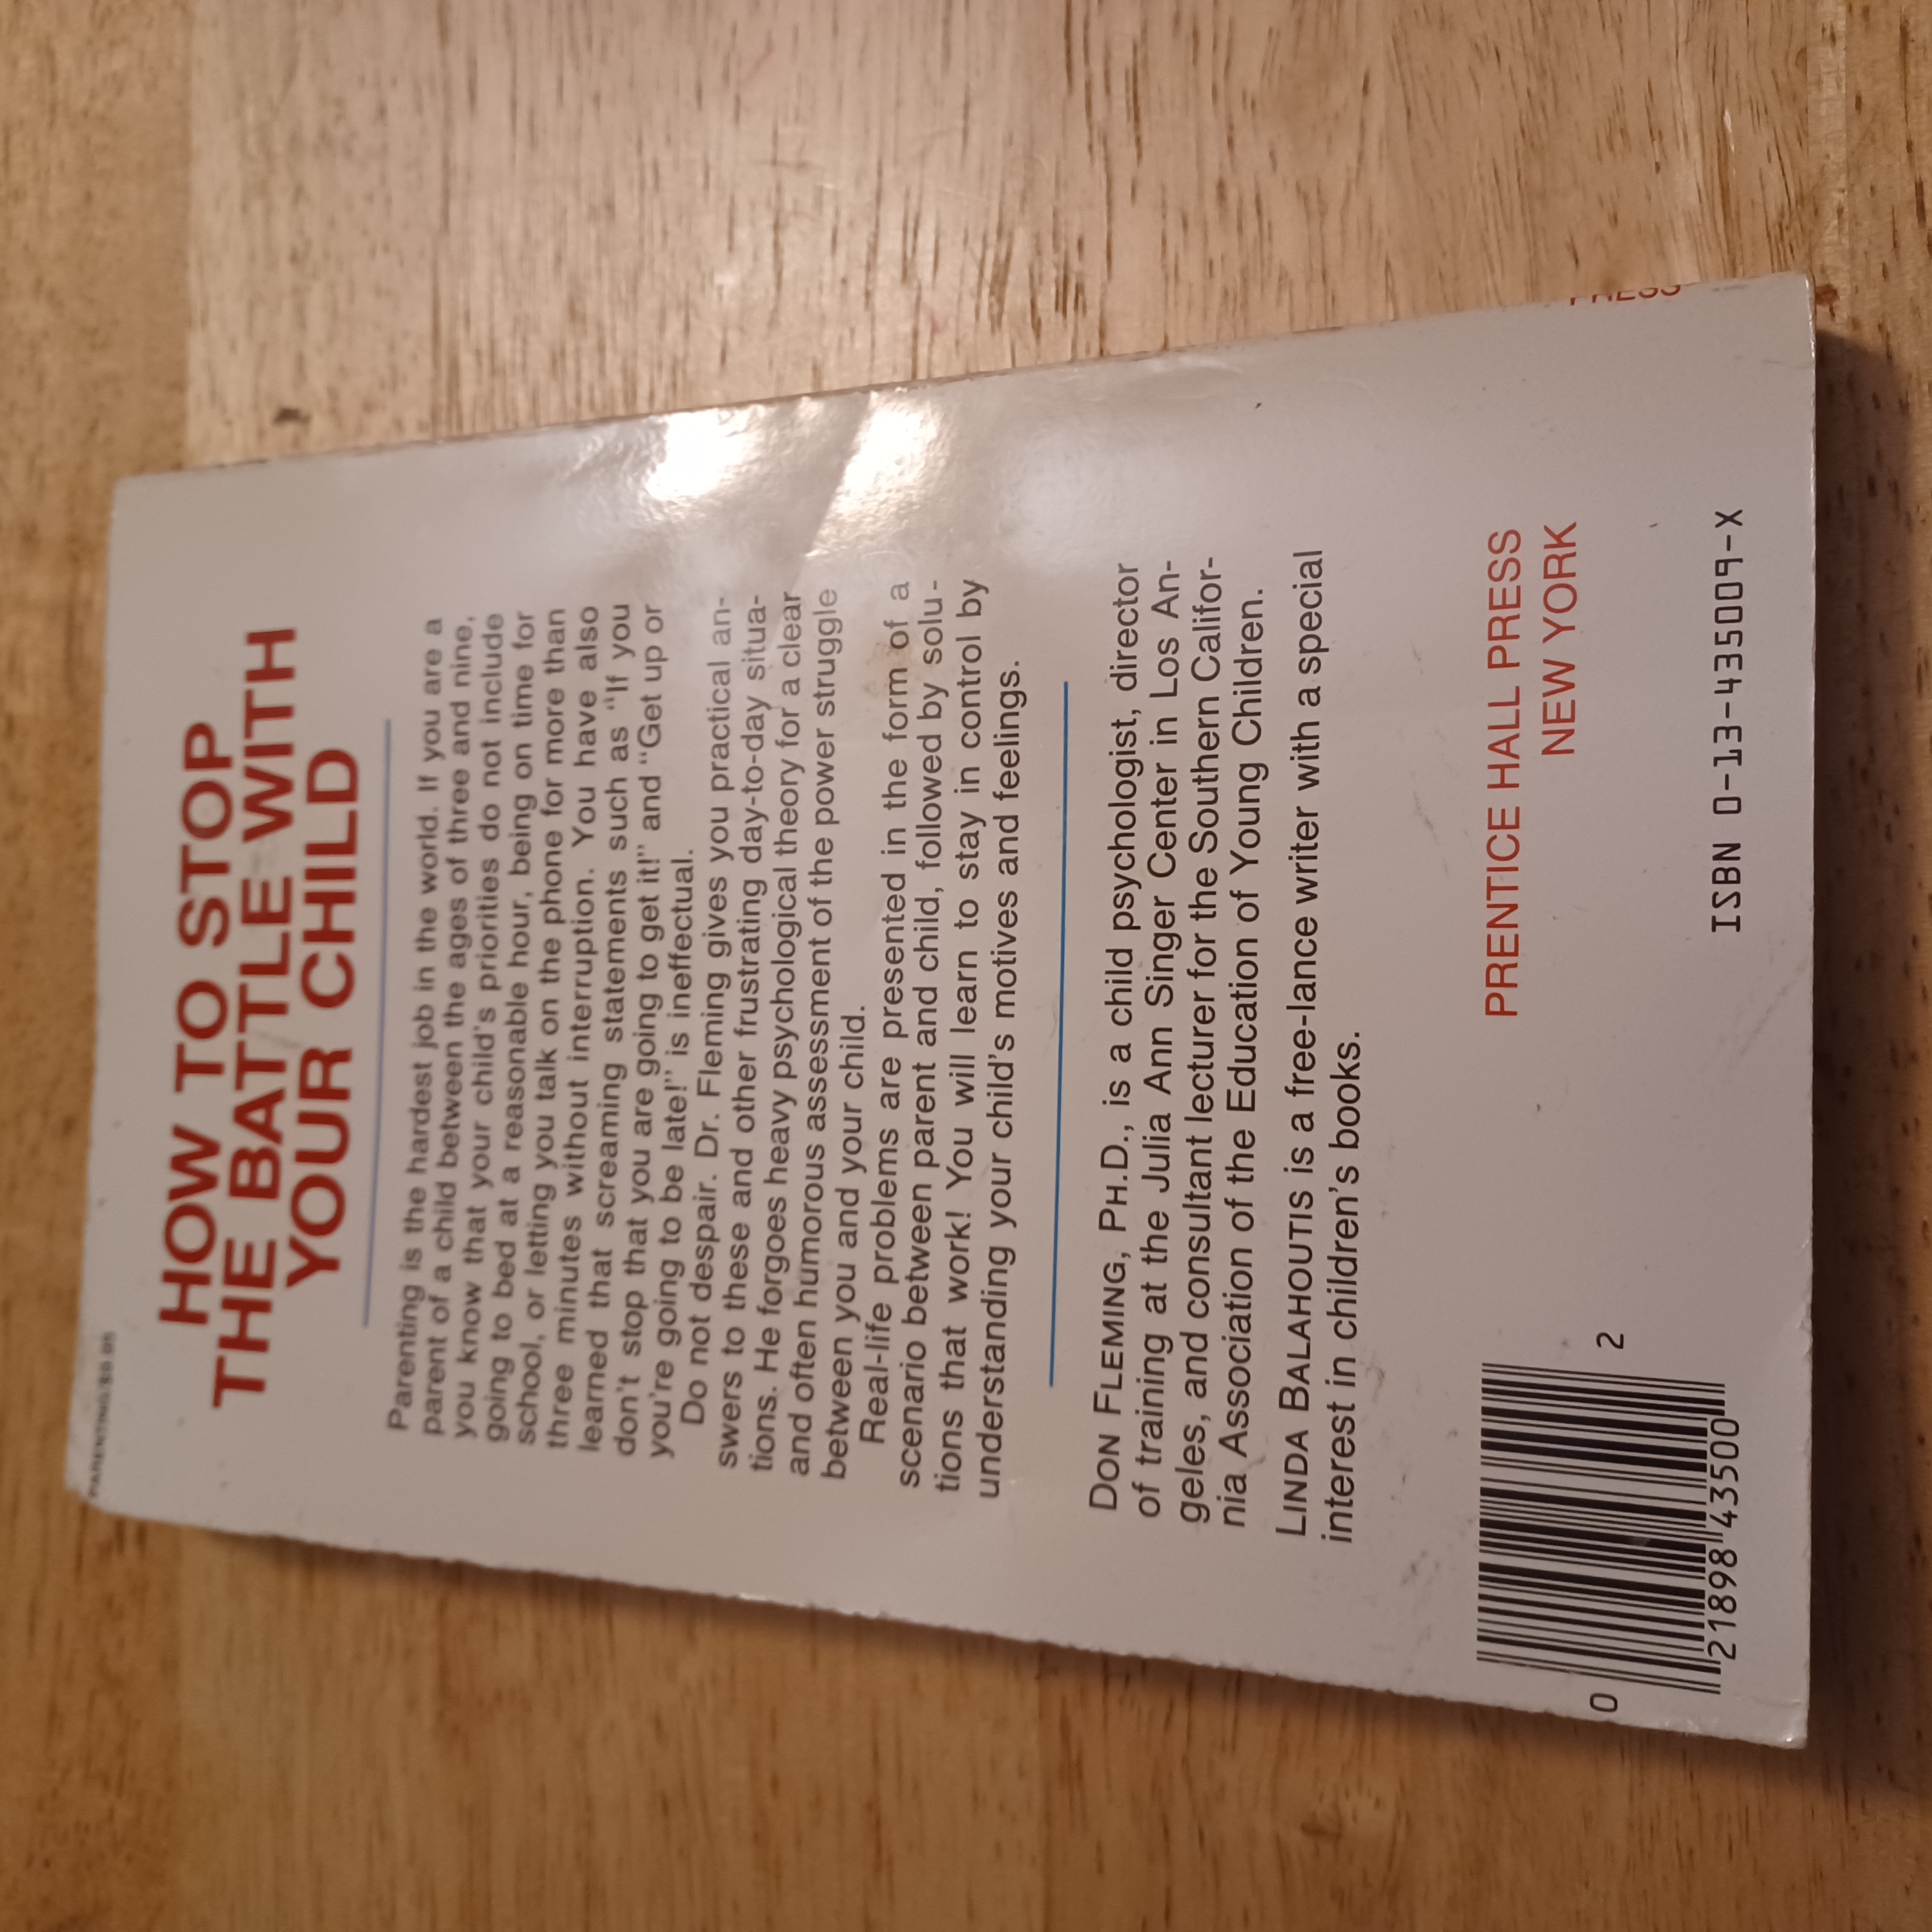 PARENTING/$8.95
HOW TO STOP
THE BATTLE WITH
YOUR CHILD
Parenting is the hardest job in the world. If you are a
parent of a child between the ages of three and nine,
you know that your child's priorities do not include
going to bed at a reasonable hour, being on time for
school, or letting you talk on the phone for more than
three minutes without interruption. You have also
learned that screaming statements such as "If you
don't stop that you are going to get it!" and "Get up or
you're going to be late!" is ineffectual.
Do not despair. Dr. Fleming gives you practical an-
swers to these and other frustrating day-to-day situa-
tions. He forgoes heavy psychological theory for a clear
and often humorous assessment of the power struggle
between you and your child.
Real-life problems are presented in the form of a
scenario between parent and child, followed by solu-
tions that work! You will learn to stay in control by
understanding your child's motives and feelings.
DON FLEMING, PH.D., is a child psychologist, director
of training at the Julia Ann Singer Center in Los An-
geles, and consultant lecturer for the Southern Califor-
nia Association of the Education of Young Children.
LINDA BALAHOUTIS is a free-lance writer with a special
interest in children's books.
PRENTICE HALL PRESS
NEW YORK
0 21898 43500 2
ISBN 0-13-435009-X
PRESS